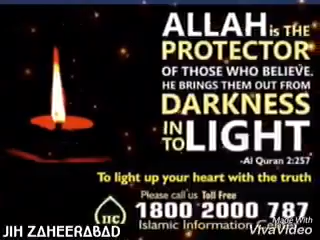 ALLAH is THE
PROTECTOR
OF THOSE WHO BELIEVE.
HE BRINGS THEM OUT FROM
DARKNESS
IN TO LIGHT
-Al Quran 2:257
To light up your heart with the truth
Please call us Toll Free
1800 2000 787
Islamic Information
IIC
Made With
VivaVideo
JIH ZAHEERABAD